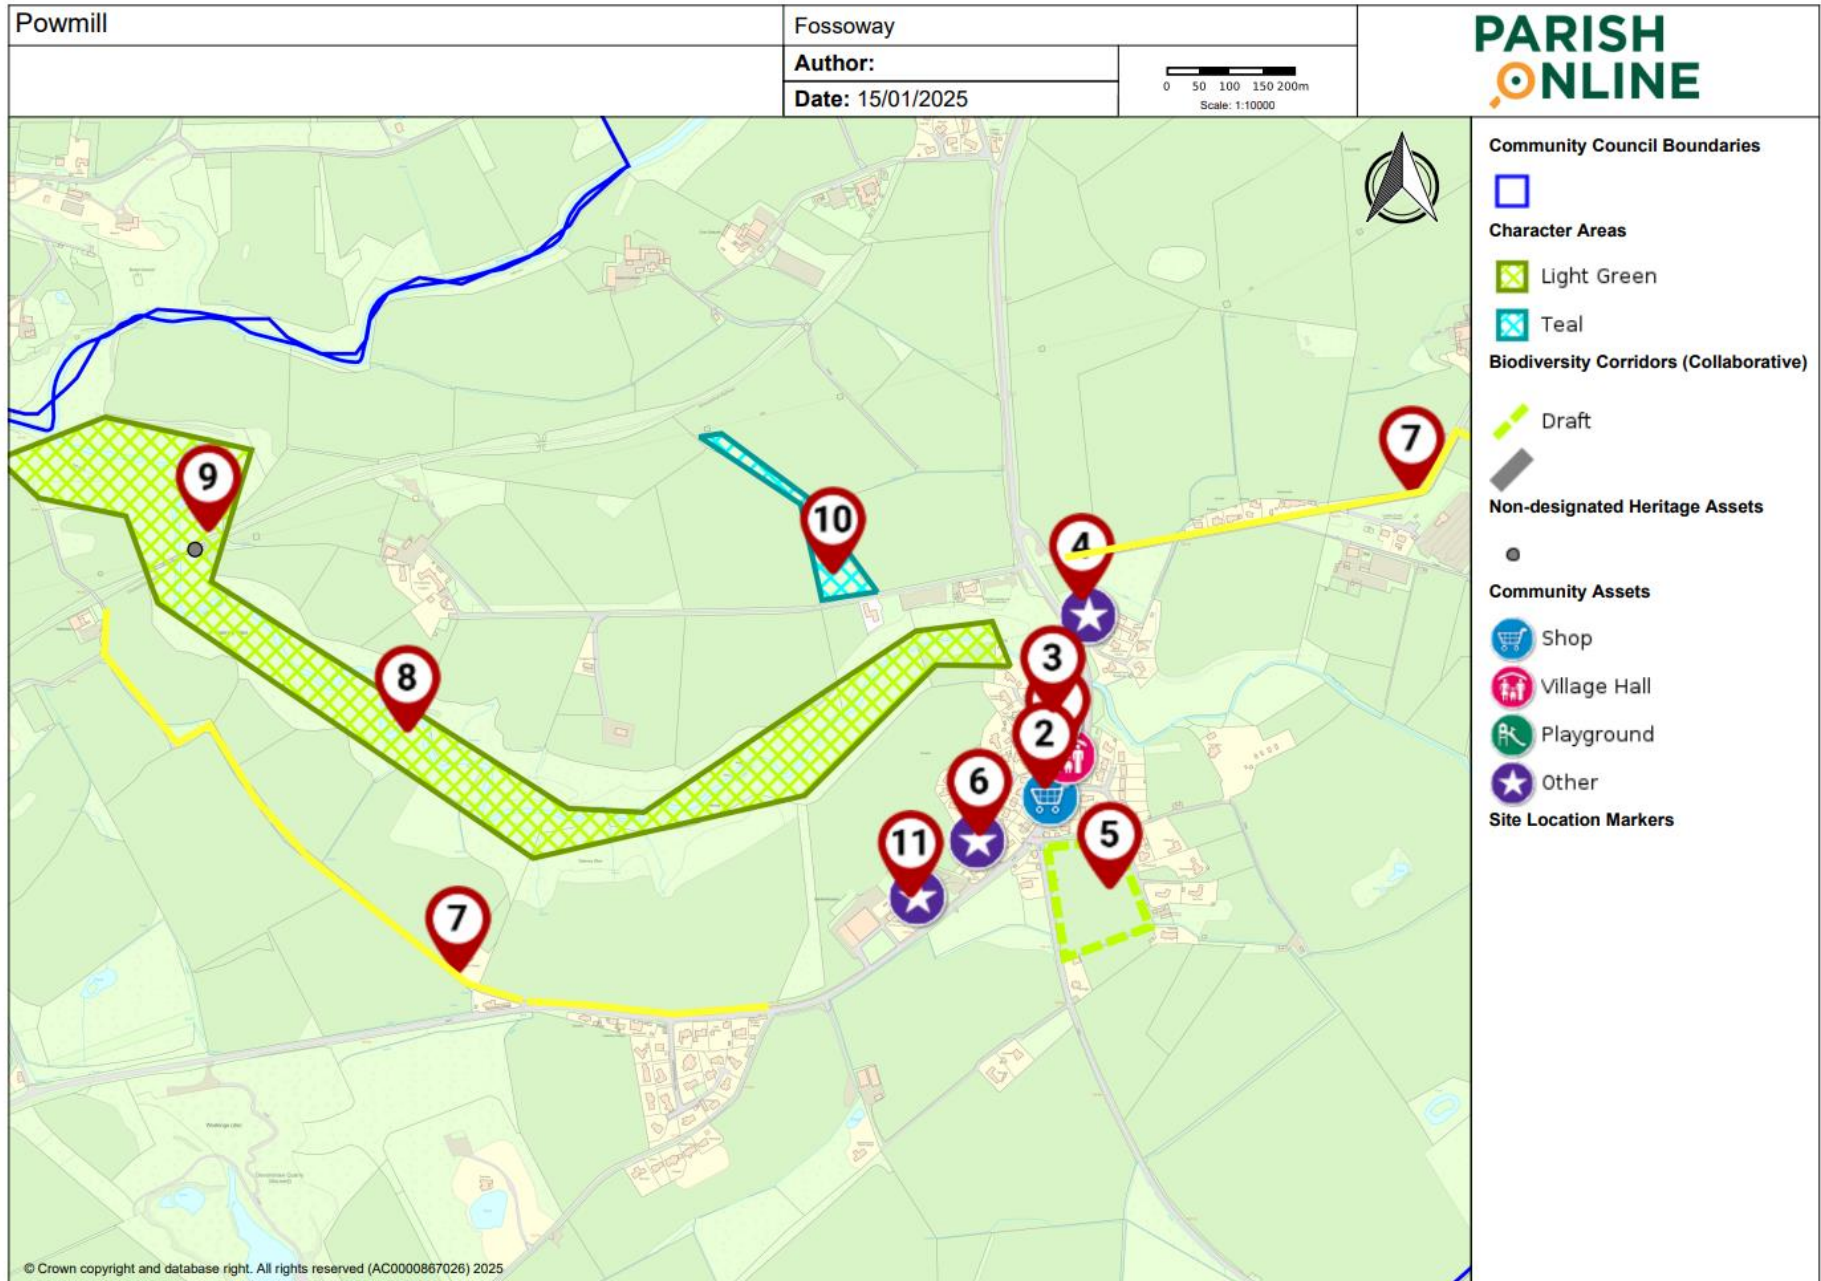 Powmill
Fossoway
Author:
Date: 15/01/2025
0 50 100 150 200m
Scale: 1:10000
PARISH
ONLINE
Community Council Boundaries
Character Areas
Light Green
Teal
Biodiversity Corridors (Collaborative)
Draft
Non-designated Heritage Assets
Community Assets
Shop
Village Hall
Playground
Other
Site Location Markers
7
9
10
4
3
8
2
6
5
11
7
© Crown copyright and database right. All rights reserved (AC0000867026) 2025